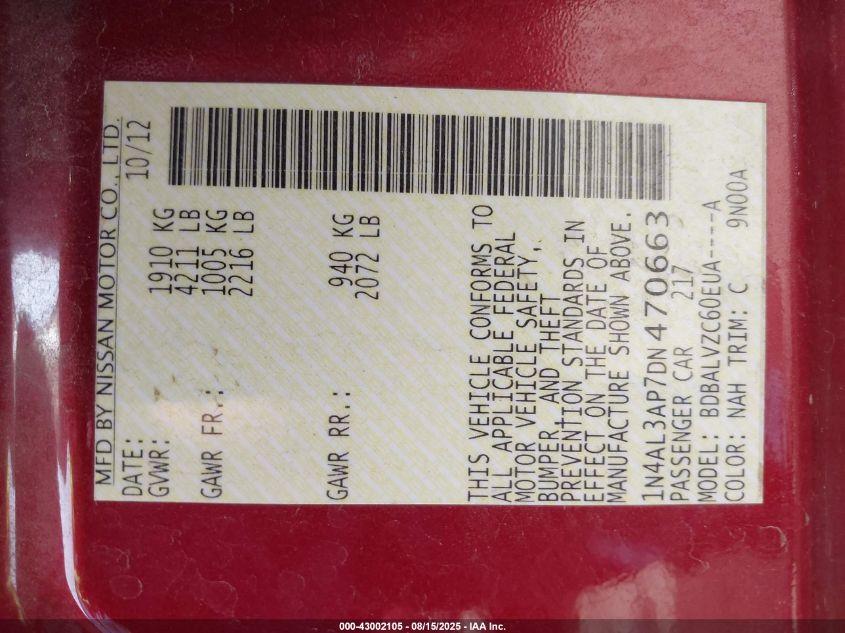 MFD BY NISSAN MOTOR CO., LTD.
DATE: 10/12
GVWR: 1910 KG
4211 LB
GAWR FR.: 1005 KG
2216 LB
GAWR RR.: 940 KG
2072 LB
THIS VEHICLE CONFORMS TO
ALL APPLICABLE FEDERAL
MOTOR VEHICLE SAFETY,
BUMPER, AND THEFT
PREVENTION STANDARDS IN
EFFECT ON THE DATE OF
MANUFACTURE SHOWN ABOVE.
1N4AL3AP7DN470663
PASSENGER CAR 217
MODEL: BDBALVZC60EUA----A
COLOR: NAH TRIM: C 9N00A
000-43002105 - 08/15/2025 - IAA Inc.